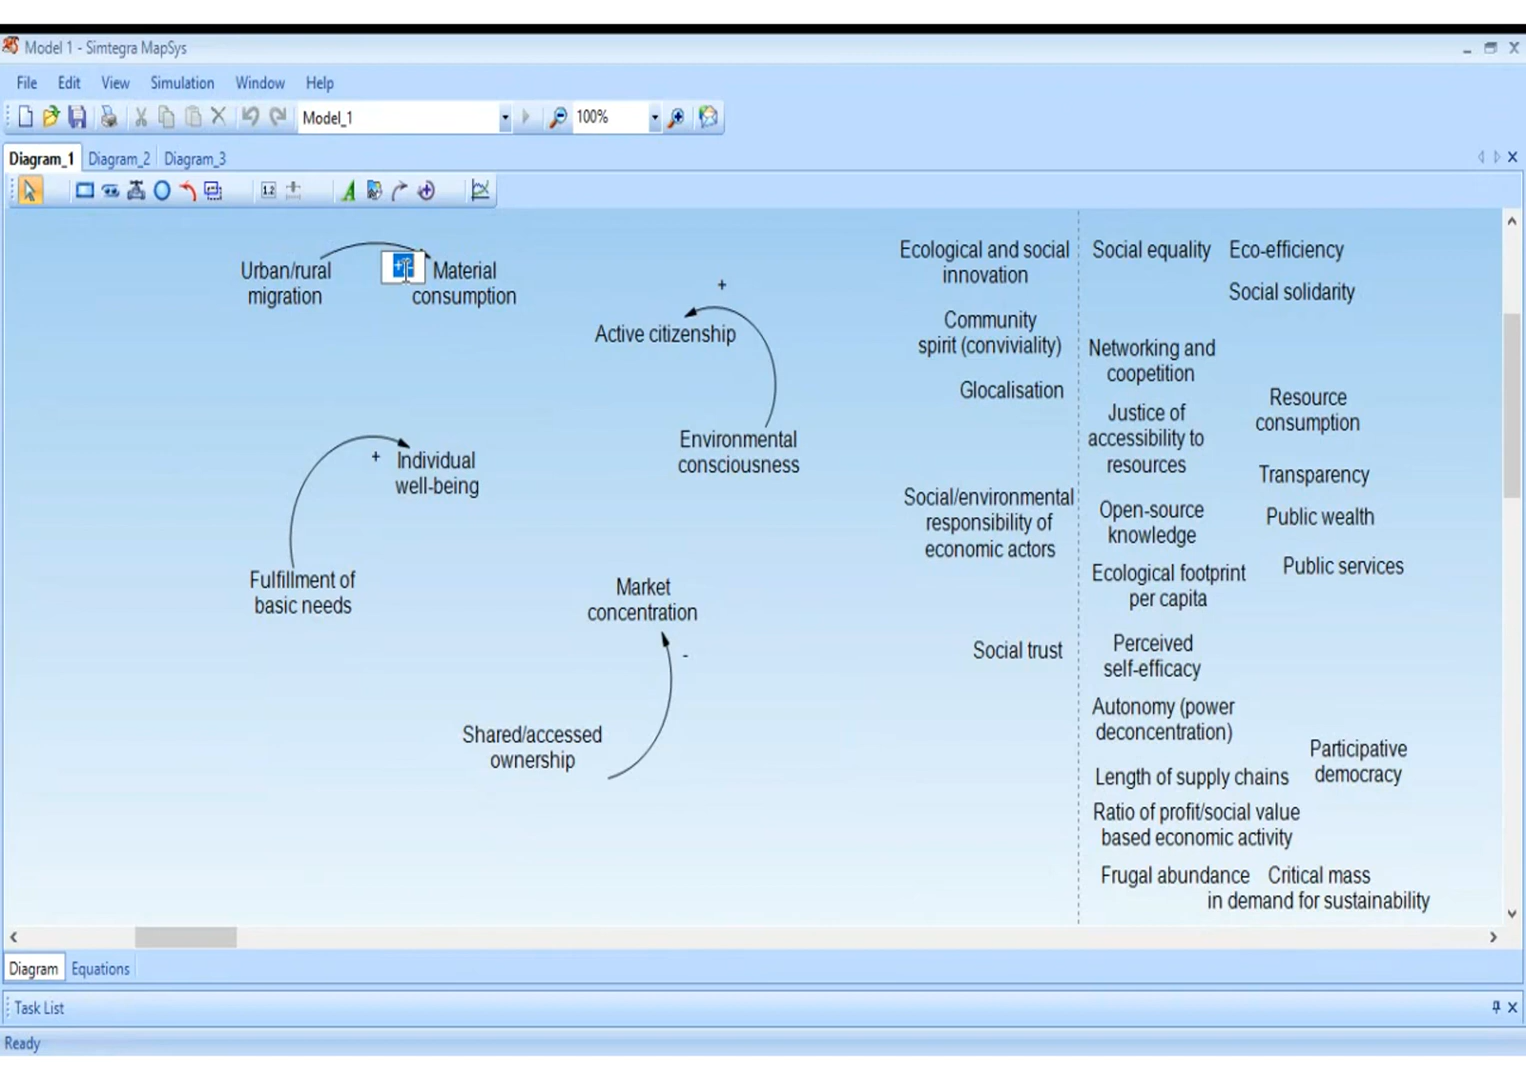 Model 1 - Simtegra MapSys
File Edit View Simulation Window Help
Model_1 100%
Diagram_1 Diagram_2 Diagram_3
1.2 A
Urban/rural
migration
Material
consumption
+
Active citizenship
Environmental
consciousness
+
Individual
well-being
Fulfillment of
basic needs
Market
concentration
-
Shared/accessed
ownership
Ecological and social
innovation
Community
spirit (conviviality)
Glocalisation
Social/environmental
responsibility of
economic actors
Social trust
Social equality
Eco-efficiency
Social solidarity
Networking and
coopetition
Justice of
accessibility to
resources
Resource
consumption
Transparency
Open-source
knowledge
Public wealth
Ecological footprint
per capita
Public services
Perceived
self-efficacy
Autonomy (power
deconcentration)
Participative
democracy
Length of supply chains
Ratio of profit/social value
based economic activity
Frugal abundance
Critical mass
in demand for sustainability
Diagram Equations
Task List
Ready